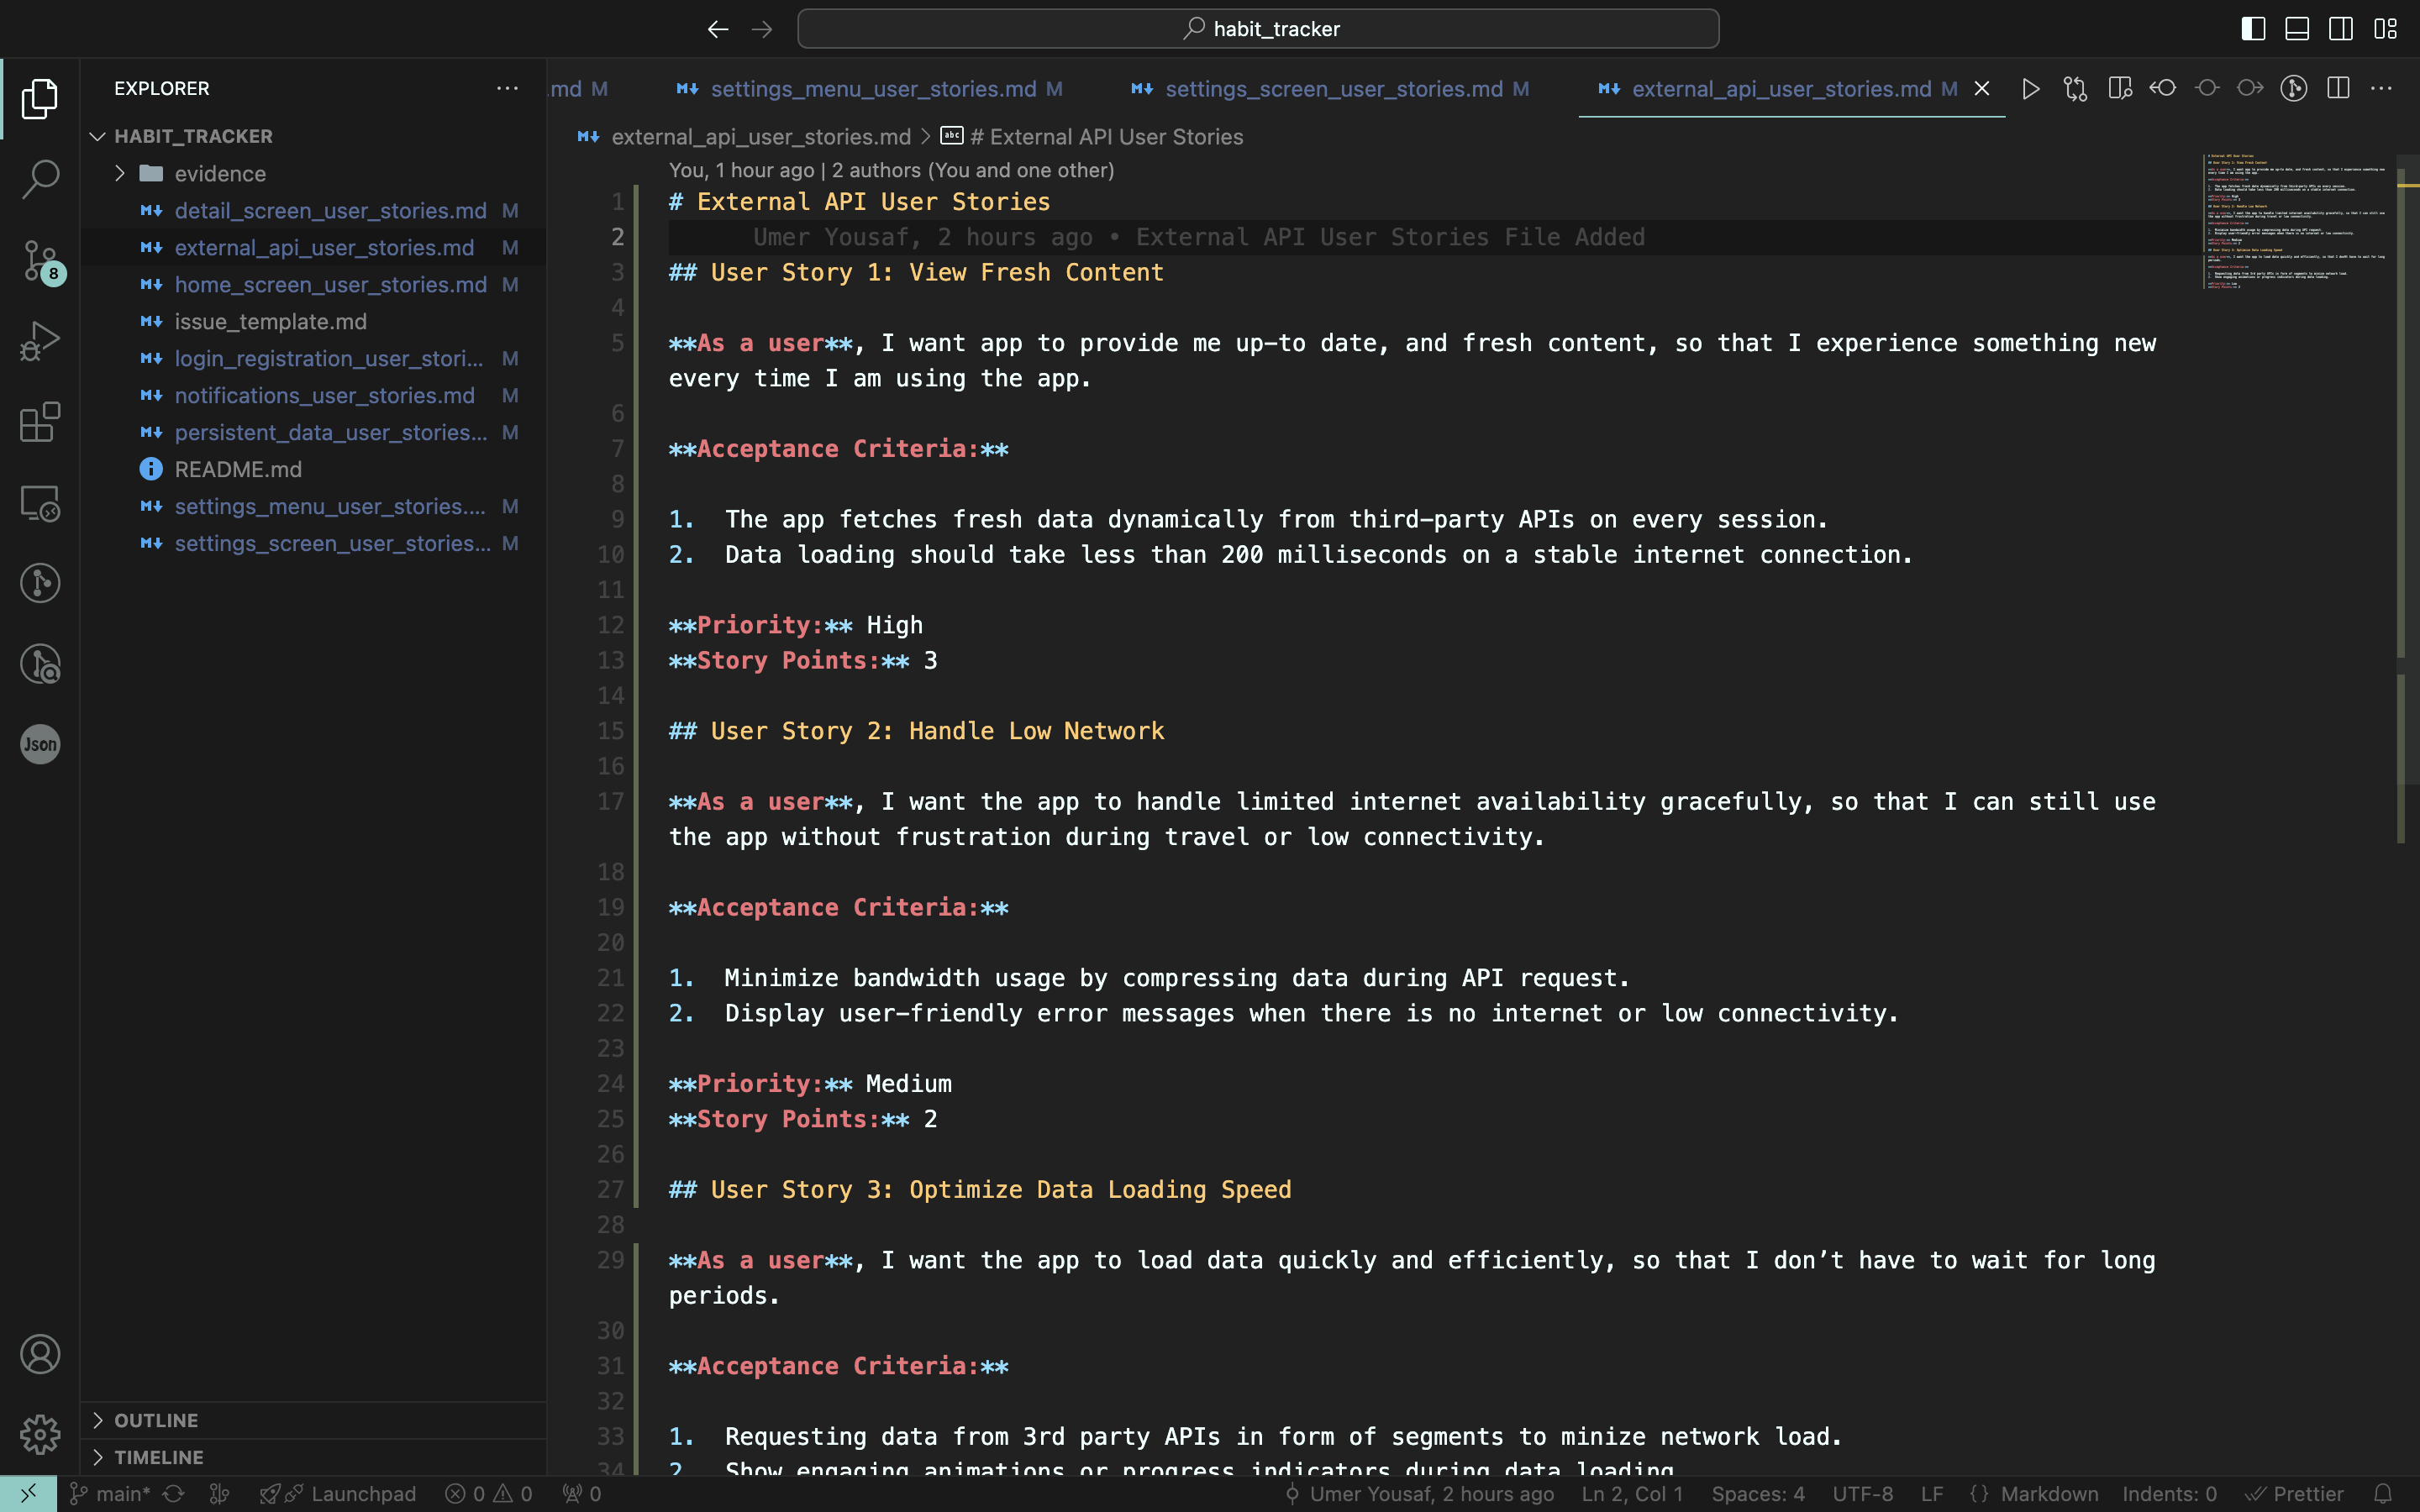 habit_tracker
EXPLORER
HABIT_TRACKER
evidence
detail_screen_user_stories.md M
external_api_user_stories.md M
home_screen_user_stories.md M
issue_template.md
login_registration_user_stori... M
notifications_user_stories.md M
persistent_data_user_stories... M
README.md
settings_menu_user_stories.... M
settings_screen_user_stories... M
OUTLINE
TIMELINE
8
Json
.md M
settings_menu_user_stories.md M
settings_screen_user_stories.md M
external_api_user_stories.md M
external_api_user_stories.md > # External API User Stories
You, 1 hour ago | 2 authors (You and one other)
1 # External API User Stories
2 Umer Yousaf, 2 hours ago • External API User Stories File Added
3 ## User Story 1: View Fresh Content
4
5 **As a user**, I want app to provide me up-to date, and fresh content, so that I experience something new
every time I am using the app.
6
7 **Acceptance Criteria:**
8
9 1. The app fetches fresh data dynamically from third-party APIs on every session.
10 2. Data loading should take less than 200 milliseconds on a stable internet connection.
11
12 **Priority:** High
13 **Story Points:** 3
14
15 ## User Story 2: Handle Low Network
16
17 **As a user**, I want the app to handle limited internet availability gracefully, so that I can still use
the app without frustration during travel or low connectivity.
18
19 **Acceptance Criteria:**
20
21 1. Minimize bandwidth usage by compressing data during API request.
22 2. Display user-friendly error messages when there is no internet or low connectivity.
23
24 **Priority:** Medium
25 **Story Points:** 2
26
27 ## User Story 3: Optimize Data Loading Speed
28
29 **As a user**, I want the app to load data quickly and efficiently, so that I don’t have to wait for long
periods.
30
31 **Acceptance Criteria:**
32
33 1. Requesting data from 3rd party APIs in form of segments to minize network load.
34 2. Show engaging animations or progress indicators during data loading
main* Launchpad 0 0 0 Umer Yousaf, 2 hours ago Ln 2, Col 1 Spaces: 4 UTF-8 LF {} Markdown Indents: 0 Prettier